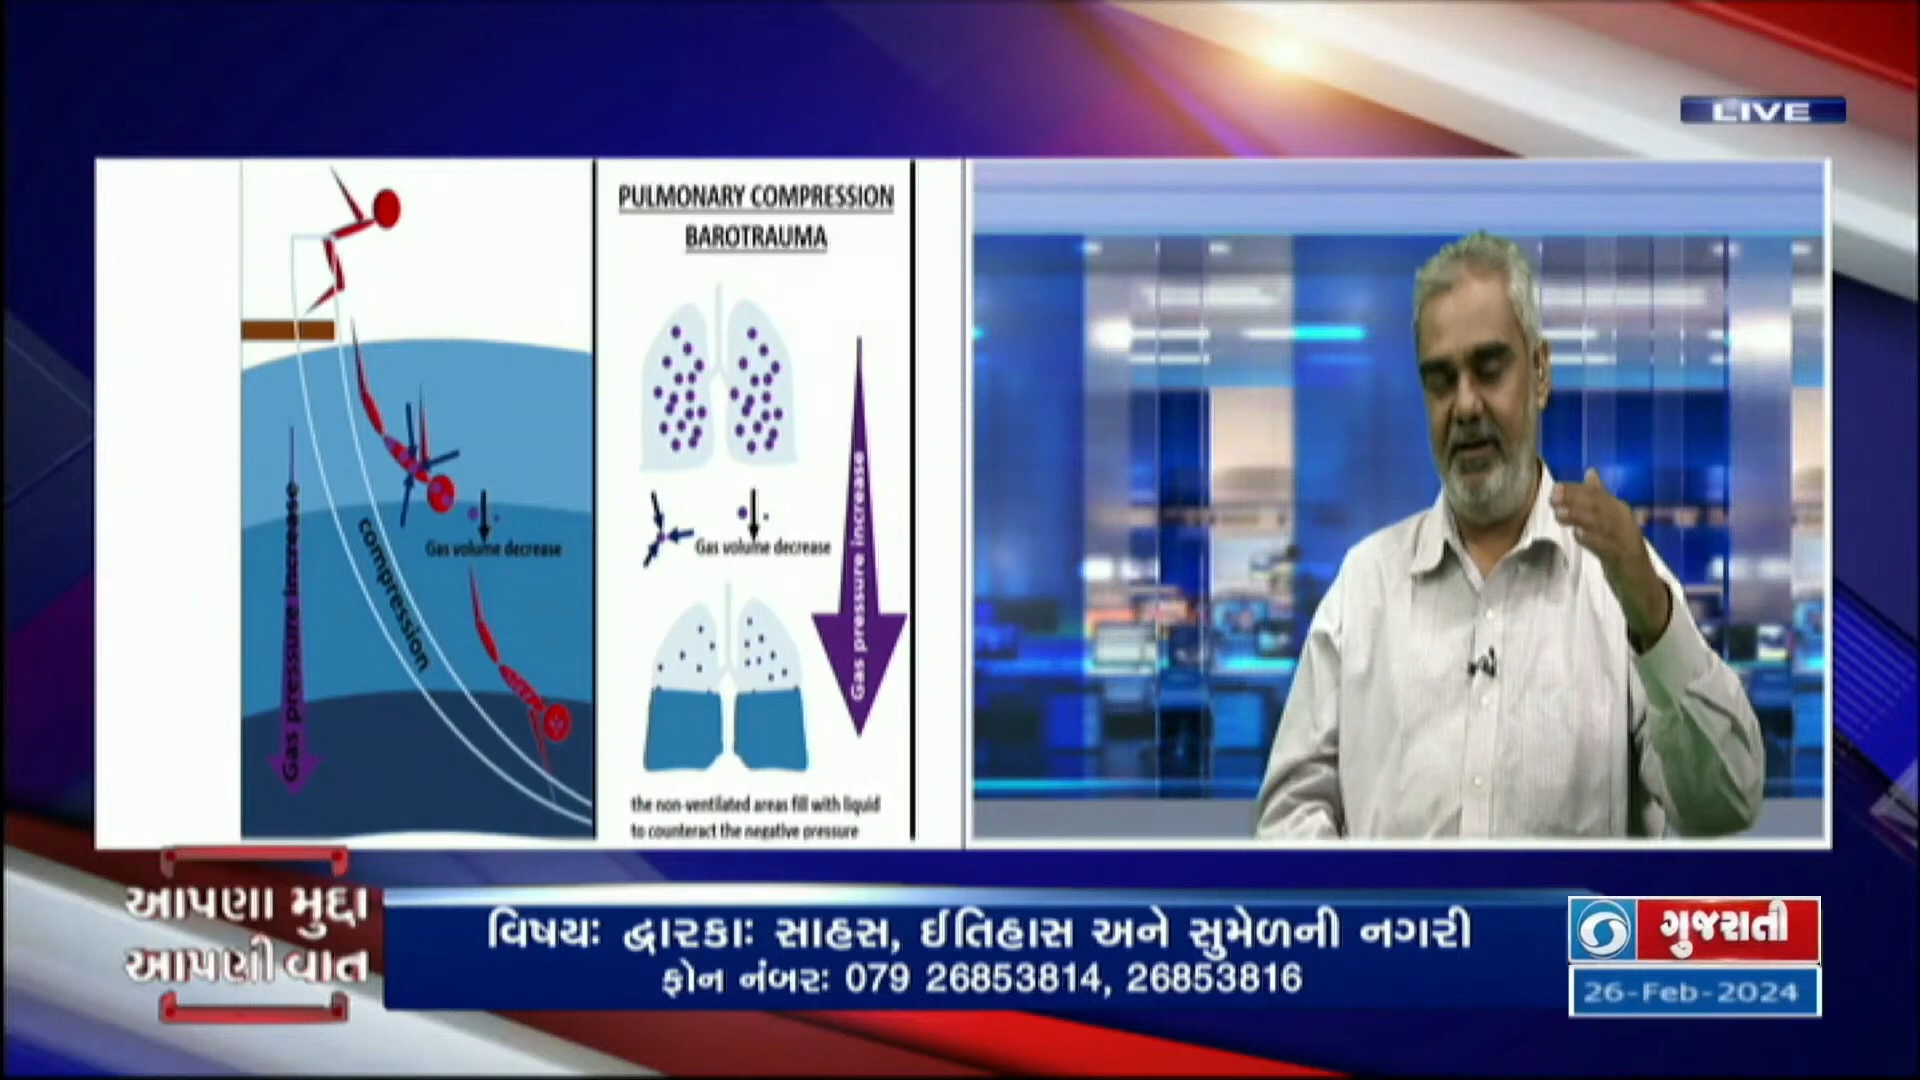 LIVE
PULMONARY COMPRESSION
BAROTRAUMA
Gas pressure increase
compression
Gas volume decrease
Gas volume decrease
Gas pressure increase
the non-ventilated areas fill with liquid
to counteract the negative pressure
આપણા મુદ્દા
આપણી વાત
વિષયઃ દ્વારકાઃ સાહસ, ઈતિહાસ અને સુમેળની નગરી
ફોન નંબરઃ 079 26853814, 26853816
ગુજરાતી
26-Feb-2024